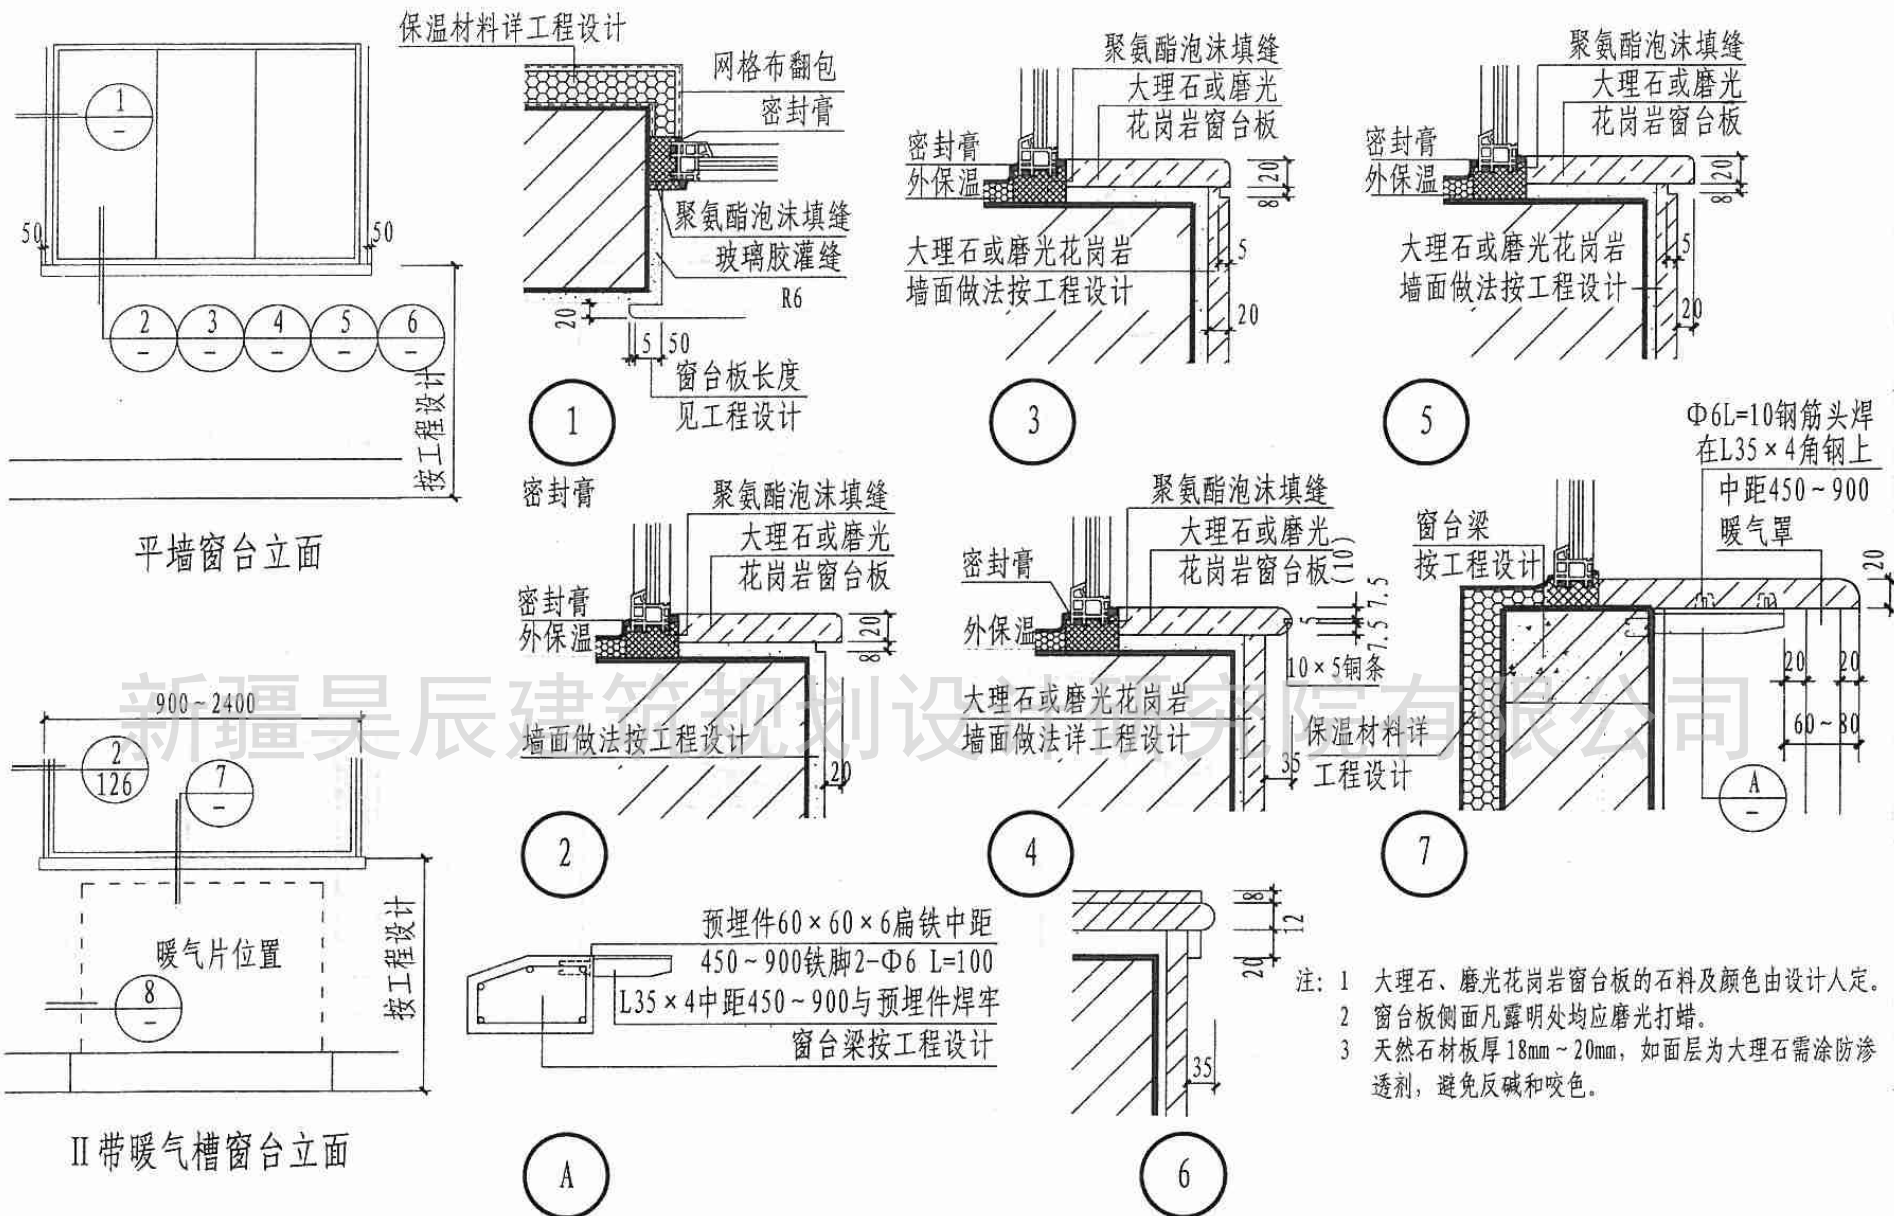 1
-
50
50
2
-
3
-
4
-
5
-
6
-
按工程设计
平墙窗台立面
保温材料详工程设计
网格布翻包
密封膏
聚氨酯泡沫填缝
玻璃胶灌缝
R6
20
5
50
窗台板长度
见工程设计
1
聚氨酯泡沫填缝
大理石或磨光
花岗岩窗台板
密封膏
外保温
20
8
大理石或磨光花岗岩
墙面做法按工程设计
5
20
3
聚氨酯泡沫填缝
大理石或磨光
花岗岩窗台板
密封膏
外保温
20
8
大理石或磨光花岗岩
墙面做法按工程设计
5
20
5
900~2400
2
126
7
-
暖气片位置
8
-
按工程设计
II 带暖气槽窗台立面
密封膏
聚氨酯泡沫填缝
大理石或磨光
花岗岩窗台板
密封膏
外保温
20
8
墙面做法按工程设计
20
2
聚氨酯泡沫填缝
大理石或磨光
花岗岩窗台板
密封膏
外保温
(10)
7.5
5
7.5
10×5铜条
大理石或磨光花岗岩
墙面做法详工程设计
35
保温材料详
工程设计
4
Φ6L=10钢筋头焊
在L35×4角钢上
中距450~900
暖气罩
窗台梁
按工程设计
20
20
20
60~80
A
-
7
预埋件60×60×6扁铁中距
450~900铁脚2-Φ6 L=100
L35×4中距450~900与预埋件焊牢
窗台梁按工程设计
A
8
12
20
35
6
注: 1 大理石、磨光花岗岩窗台板的石料及颜色由设计人定。
2 窗台板侧面凡露明处均应磨光打蜡。
3 天然石材板厚18mm~20mm, 如面层为大理石需涂防渗
透剂, 避免反碱和咬色。
新疆昊辰建筑规划设计研究院有限公司